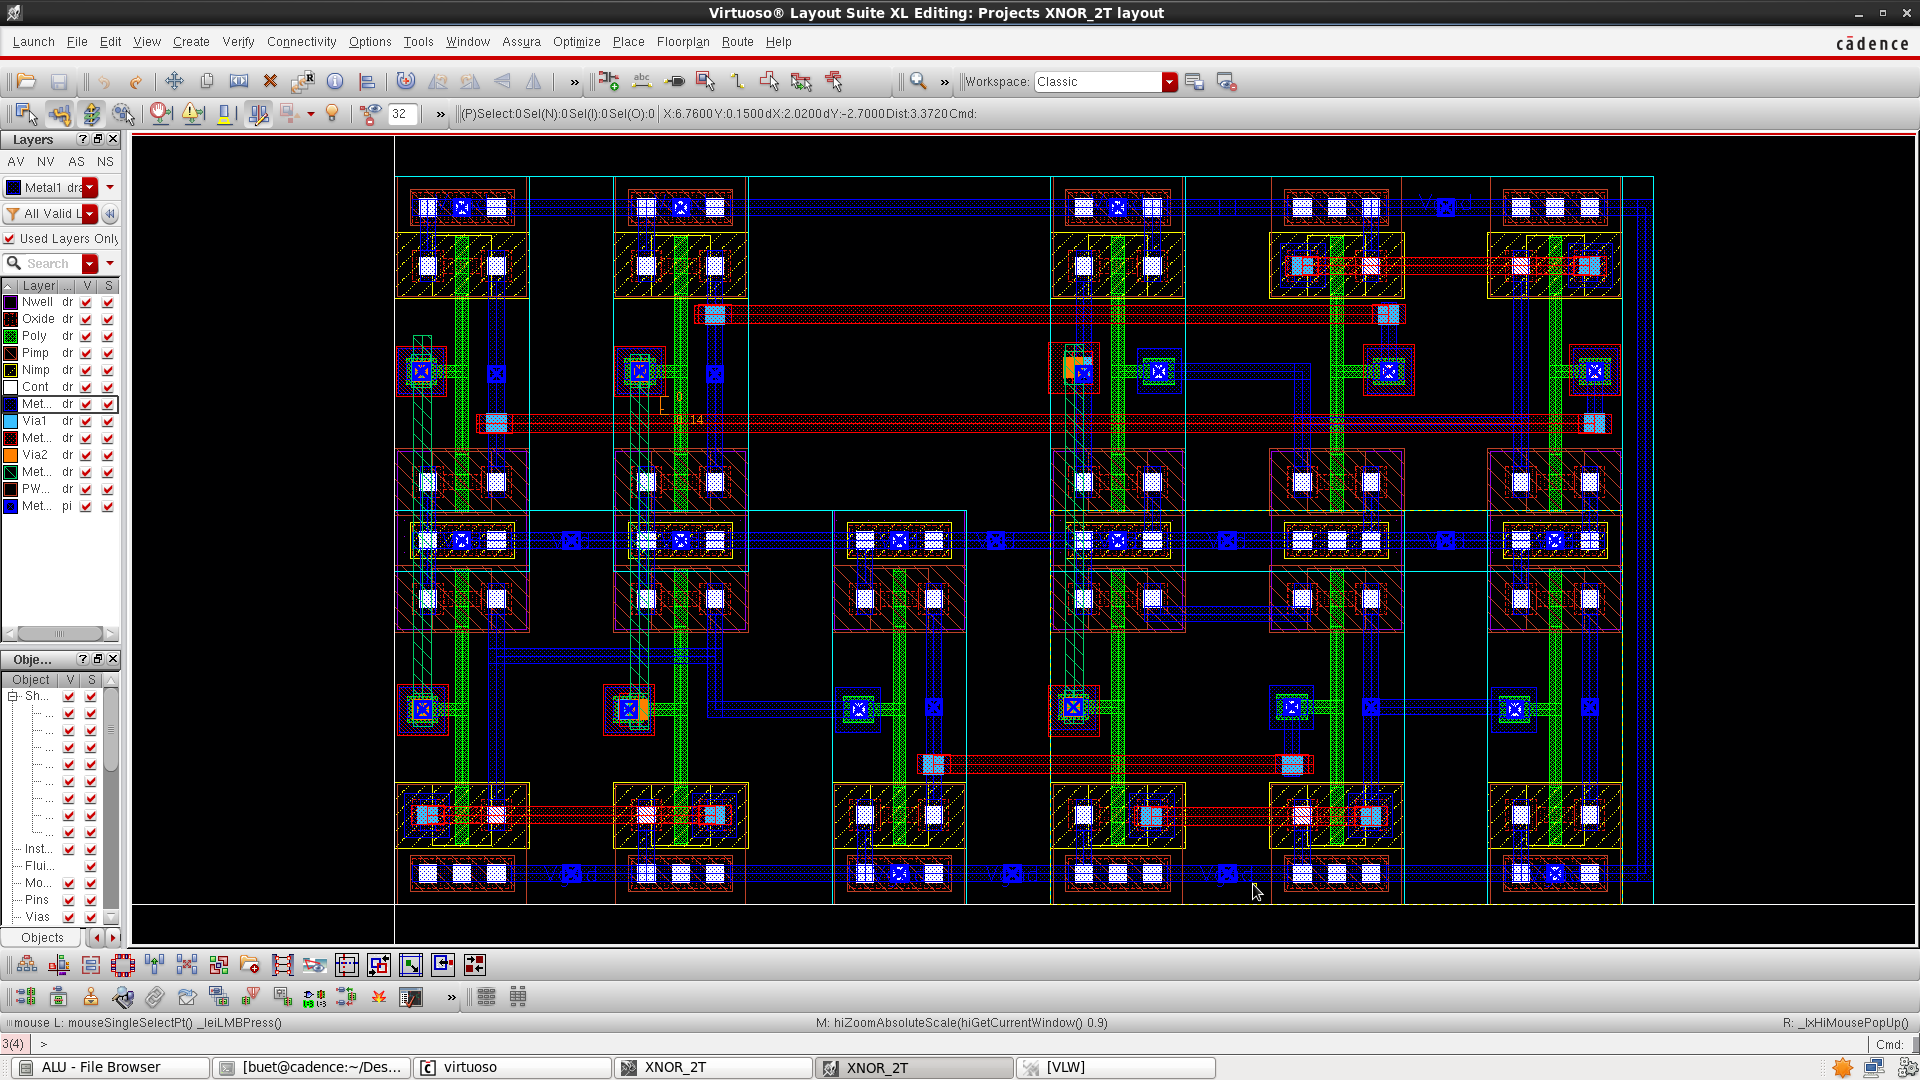 Virtuoso® Layout Suite XL Editing: Projects XNOR_2T layout
Launch File Edit View Create Verify Connectivity Options Tools Window Assura Optimize Place Floorplan Route Help
cādence
abc » » Workspace: Classic
32 » (P)Select:0 Sel(N):0 Sel(I):0 Sel(O):0 X:6.7600 Y:0.1500 dX:2.0200 dY:-2.7000 Dist:3.3720 Cmd:
Layers
AV NV AS NS
Metal1 dra
All Valid L
Used Layers Only
Search
Layer ... V S
Nwell dr
Oxide dr
Poly dr
Pimp dr
Nimp dr
Cont dr
Met... dr
Via1 dr
Met... dr
Via2 dr
Met... dr
PW... dr
Met... pi
14
Obje...
Object V S
Sh...
...
...
...
...
...
...
...
...
Inst...
Flui...
Mo...
Pins
Vias
Objects
»
mouse L: mouseSingleSelectPt() _leiLMBPress()
M: hiZoomAbsoluteScale(hiGetCurrentWindow() 0.9)
R: _lxHiMousePopUp()
3(4) >
Cmd:
ALU - File Browser
[buet@cadence:~/Des...
virtuoso
XNOR_2T
XNOR_2T
[VLW]